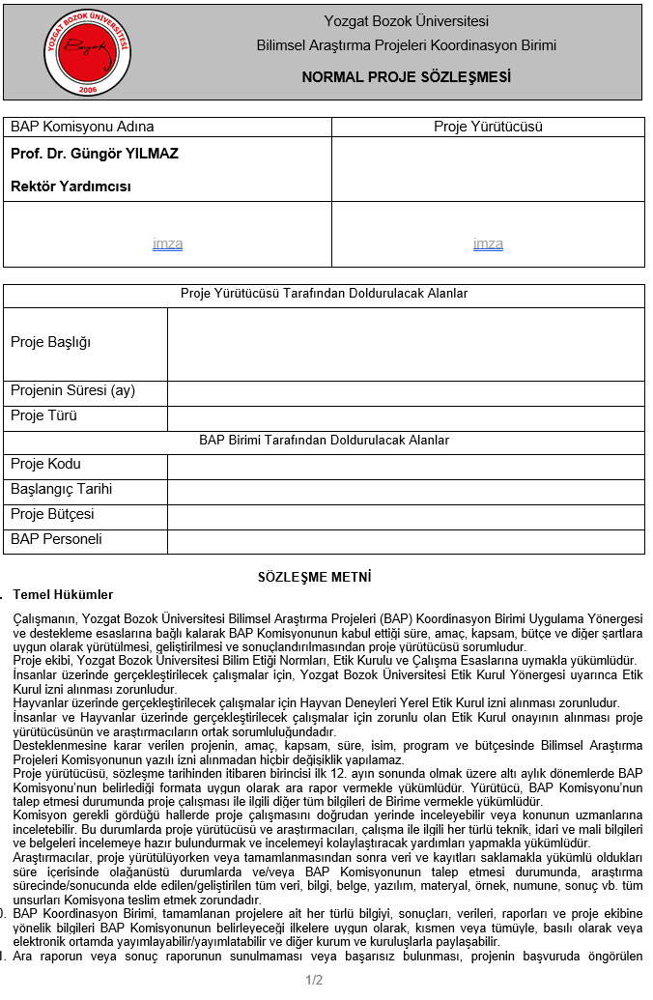 YOZGAT BOZOK ÜNİVERSİTESİ
Bozok
2006
Yozgat Bozok Üniversitesi
Bilimsel Araştırma Projeleri Koordinasyon Birimi
NORMAL PROJE SÖZLEŞMESİ
BAP Komisyonu Adına
Proje Yürütücüsü
Prof. Dr. Güngör YILMAZ
Rektör Yardımcısı
imza
imza
Proje Yürütücüsü Tarafından Doldurulacak Alanlar
Proje Başlığı
Projenin Süresi (ay)
Proje Türü
BAP Birimi Tarafından Doldurulacak Alanlar
Proje Kodu
Başlangıç Tarihi
Proje Bütçesi
BAP Personeli
SÖZLEŞME METNİ
. Temel Hükümler
Çalışmanın, Yozgat Bozok Üniversitesi Bilimsel Araştırma Projeleri (BAP) Koordinasyon Birimi Uygulama Yönergesi
ve destekleme esaslarına bağlı kalarak BAP Komisyonunun kabul ettiği süre, amaç, kapsam, bütçe ve diğer şartlara
uygun olarak yürütülmesi, geliştirilmesi ve sonuçlandırılmasından proje yürütücüsü sorumludur.
Proje ekibi, Yozgat Bozok Üniversitesi Bilim Etiği Normları, Etik Kurulu ve Çalışma Esaslarına uymakla yükümlüdür.
İnsanlar üzerinde gerçekleştirilecek çalışmalar için, Yozgat Bozok Üniversitesi Etik Kurul Yönergesi uyarınca Etik
Kurul izni alınması zorunludur.
Hayvanlar üzerinde gerçekleştirilecek çalışmalar için Hayvan Deneyleri Yerel Etik Kurul izni alınması zorunludur.
İnsanlar ve Hayvanlar üzerinde gerçekleştirilecek çalışmalar için zorunlu olan Etik Kurul onayının alınması proje
yürütücüsünün ve araştırmacıların ortak sorumluluğundadır.
Desteklenmesine karar verilen projenin, amaç, kapsam, süre, isim, program ve bütçesinde Bilimsel Araştırma
Projeleri Komisyonunun yazılı izni alınmadan hiçbir değişiklik yapılamaz.
Proje yürütücüsü, sözleşme tarihinden itibaren birincisi ilk 12. ayın sonunda olmak üzere altı aylık dönemlerde BAP
Komisyonu'nun belirlediği formata uygun olarak ara rapor vermekle yükümlüdür. Yürütücü, BAP Komisyonu'nun
talep etmesi durumunda proje çalışması ile ilgili diğer tüm bilgileri de Birime vermekle yükümlüdür.
Komisyon gerekli gördüğü hallerde proje çalışmasını doğrudan yerinde inceleyebilir veya konunun uzmanlarına
inceletebilir. Bu durumlarda proje yürütücüsü ve araştırmacıları, çalışma ile ilgili her türlü teknik, idari ve mali bilgileri
ve belgeleri incelemeye hazır bulundurmak ve incelemeyi kolaylaştıracak yardımları yapmakla yükümlüdür.
Araştırmacılar, proje yürütülüyorken veya tamamlanmasından sonra veri ve kayıtları saklamakla yükümlü oldukları
süre içerisinde olağanüstü durumlarda ve/veya BAP Komisyonunun talep etmesi durumunda, araştırma
sürecinde/sonucunda elde edilen/geliştirilen tüm veri, bilgi, belge, yazılım, materyal, örnek, numune, sonuç vb. tüm
unsurları Komisyona teslim etmek zorundadır.
0. BAP Koordinasyon Birimi, tamamlanan projelere ait her türlü bilgiyi, sonuçları, verileri, raporları ve proje ekibine
yönelik bilgileri BAP Komisyonunun belirleyeceği ilkelere uygun olarak, kısmen veya tümüyle, basılı olarak veya
elektronik ortamda yayımlayabilir/yayımlatabilir ve diğer kurum ve kuruluşlarla paylaşabilir.
1. Ara raporun veya sonuç raporunun sunulmaması veya başarısız bulunması, projenin başvuruda öngörülen
1/2